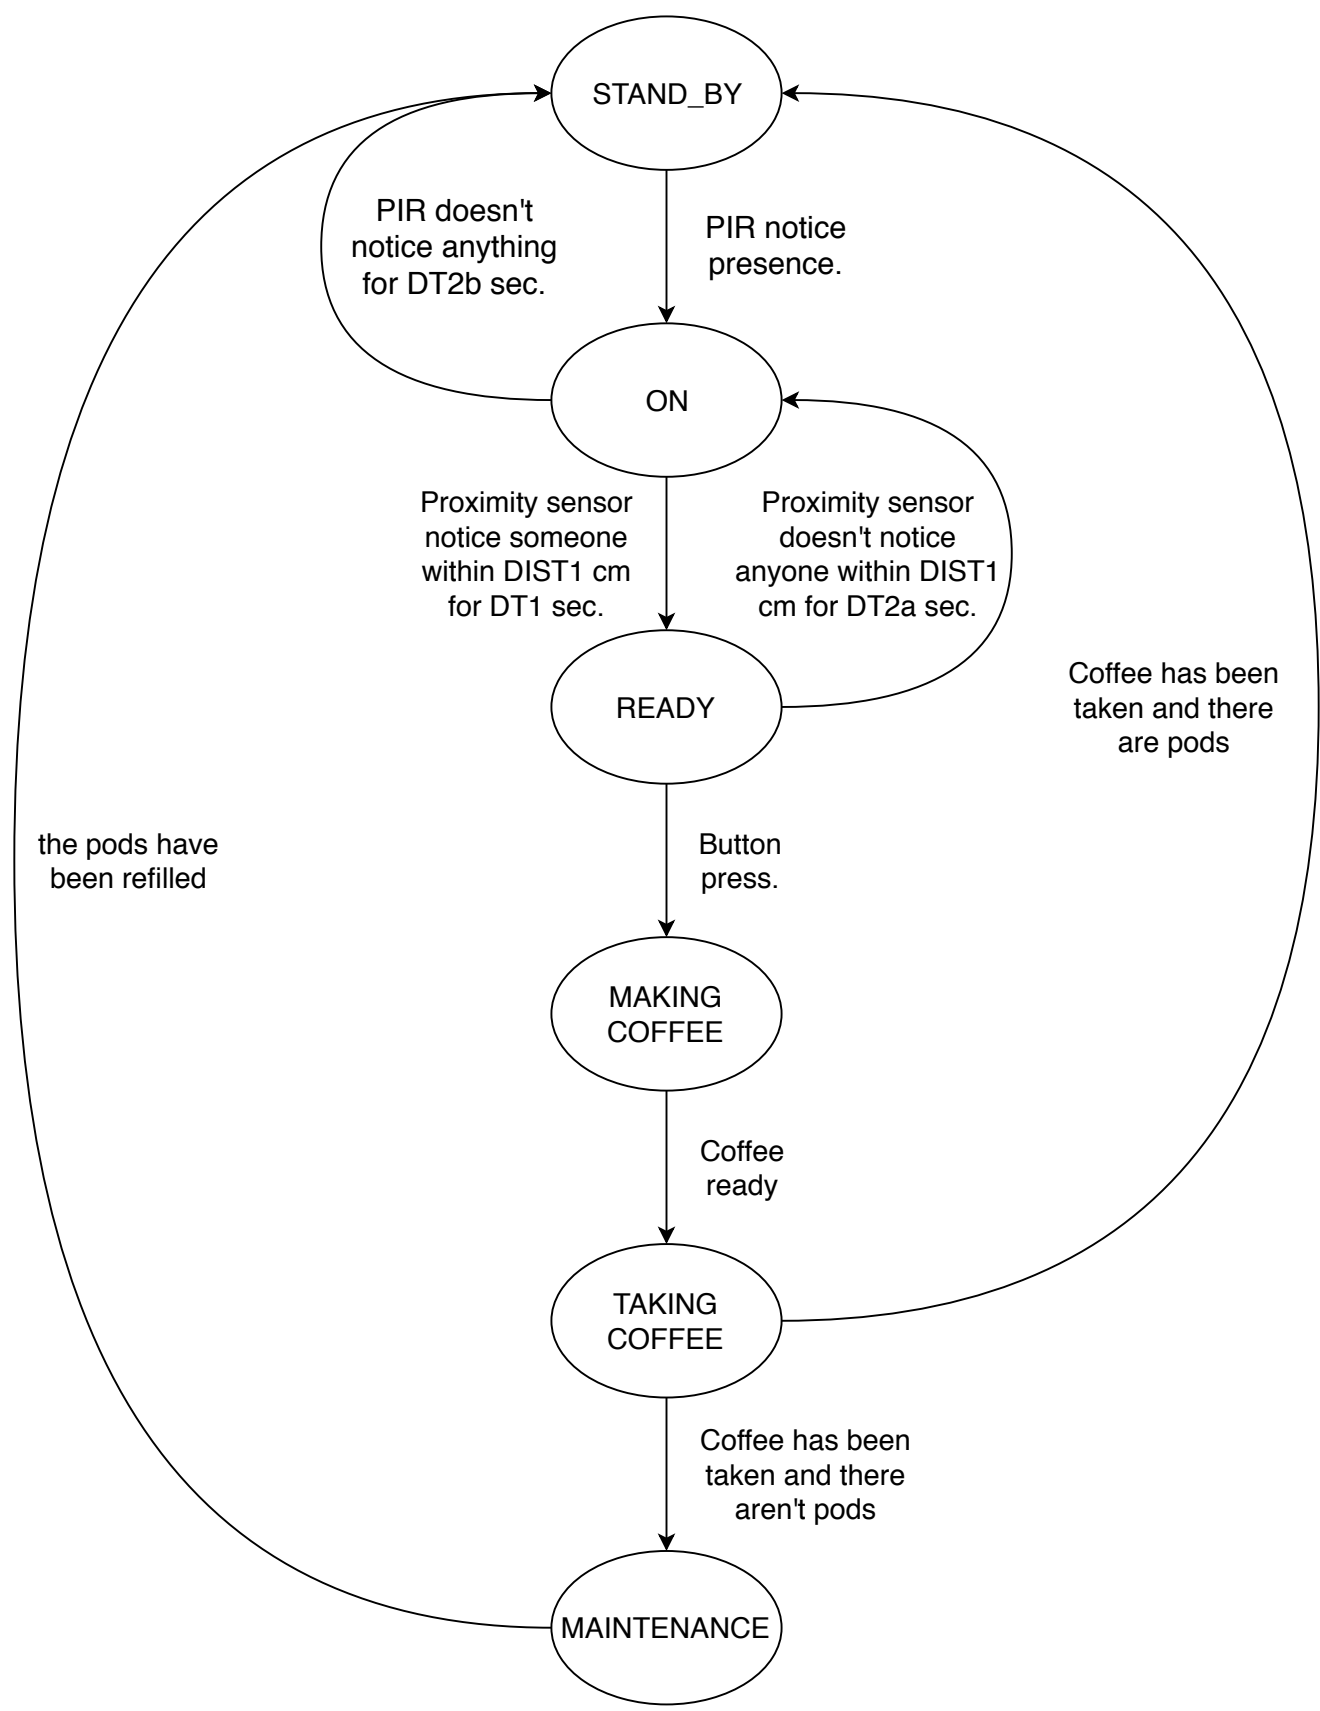 STAND_BY
PIR doesn't
notice anything
for DT2b sec.
PIR notice
presence.
ON
Proximity sensor
notice someone
within DIST1 cm
for DT1 sec.
Proximity sensor
doesn't notice
anyone within DIST1
cm for DT2a sec.
READY
Coffee has been
taken and there
are pods
the pods have
been refilled
Button
press.
MAKING
COFFEE
Coffee
ready
TAKING
COFFEE
Coffee has been
taken and there
aren't pods
MAINTENANCE